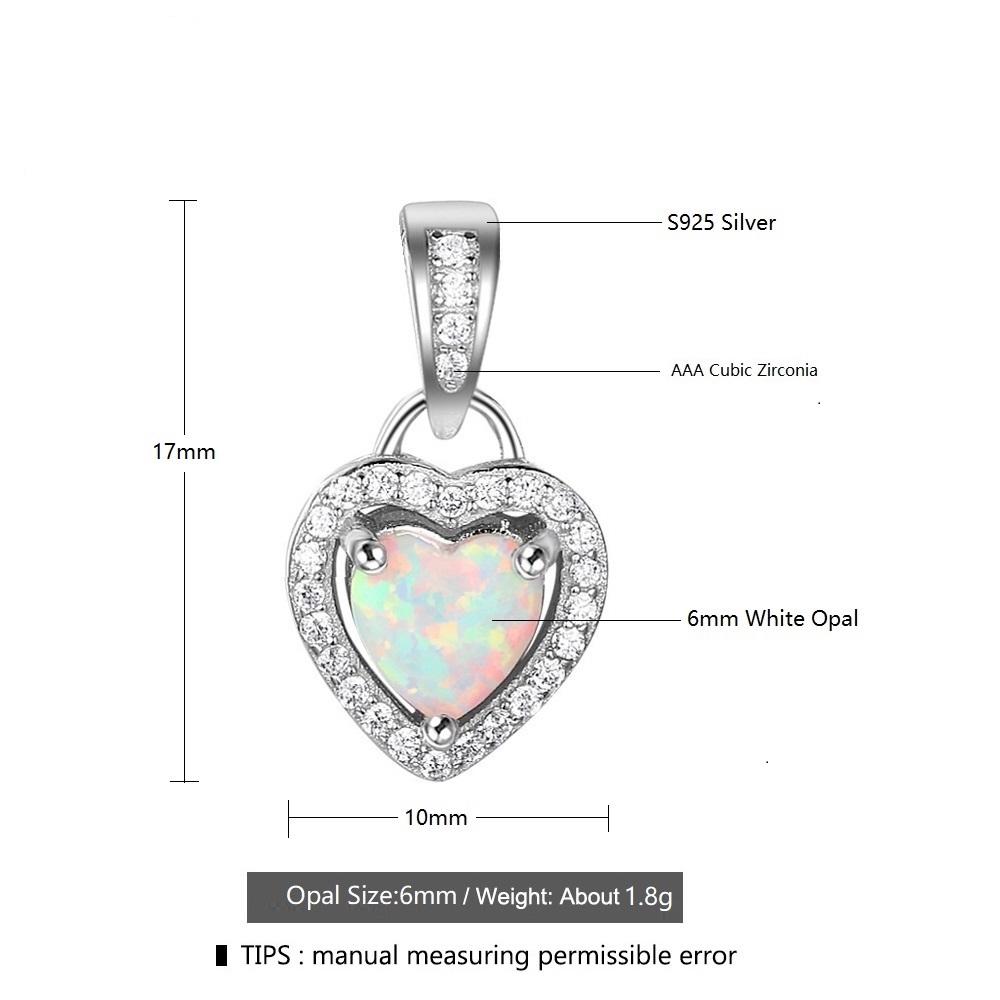 S925 Silver
AAA Cubic Zirconia
17mm
6mm White Opal
10mm
Opal Size:6mm / Weight: About 1.8g
TIPS : manual measuring permissible error